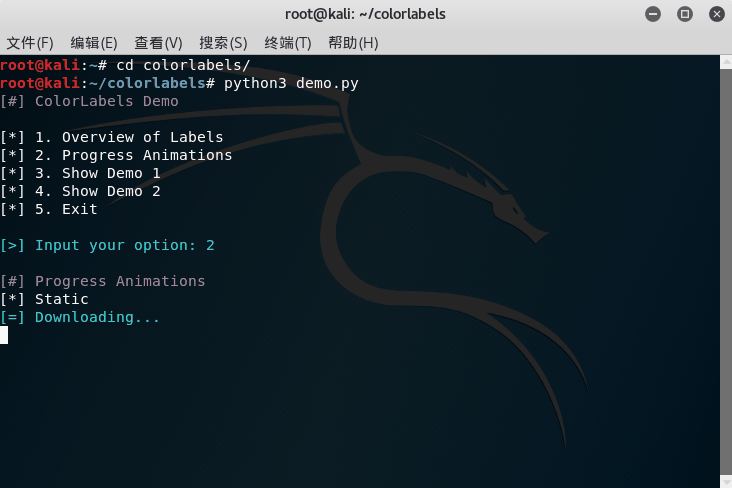 root@kali: ~/colorlabels
文件(F) 编辑(E) 查看(V) 搜索(S) 终端(T) 帮助(H)
root@kali:~# cd colorlabels/
root@kali:~/colorlabels# python3 demo.py
[#] ColorLabels Demo
[*] 1. Overview of Labels
[*] 2. Progress Animations
[*] 3. Show Demo 1
[*] 4. Show Demo 2
[*] 5. Exit
[>] Input your option: 2
[#] Progress Animations
[*] Static
[=] Downloading...